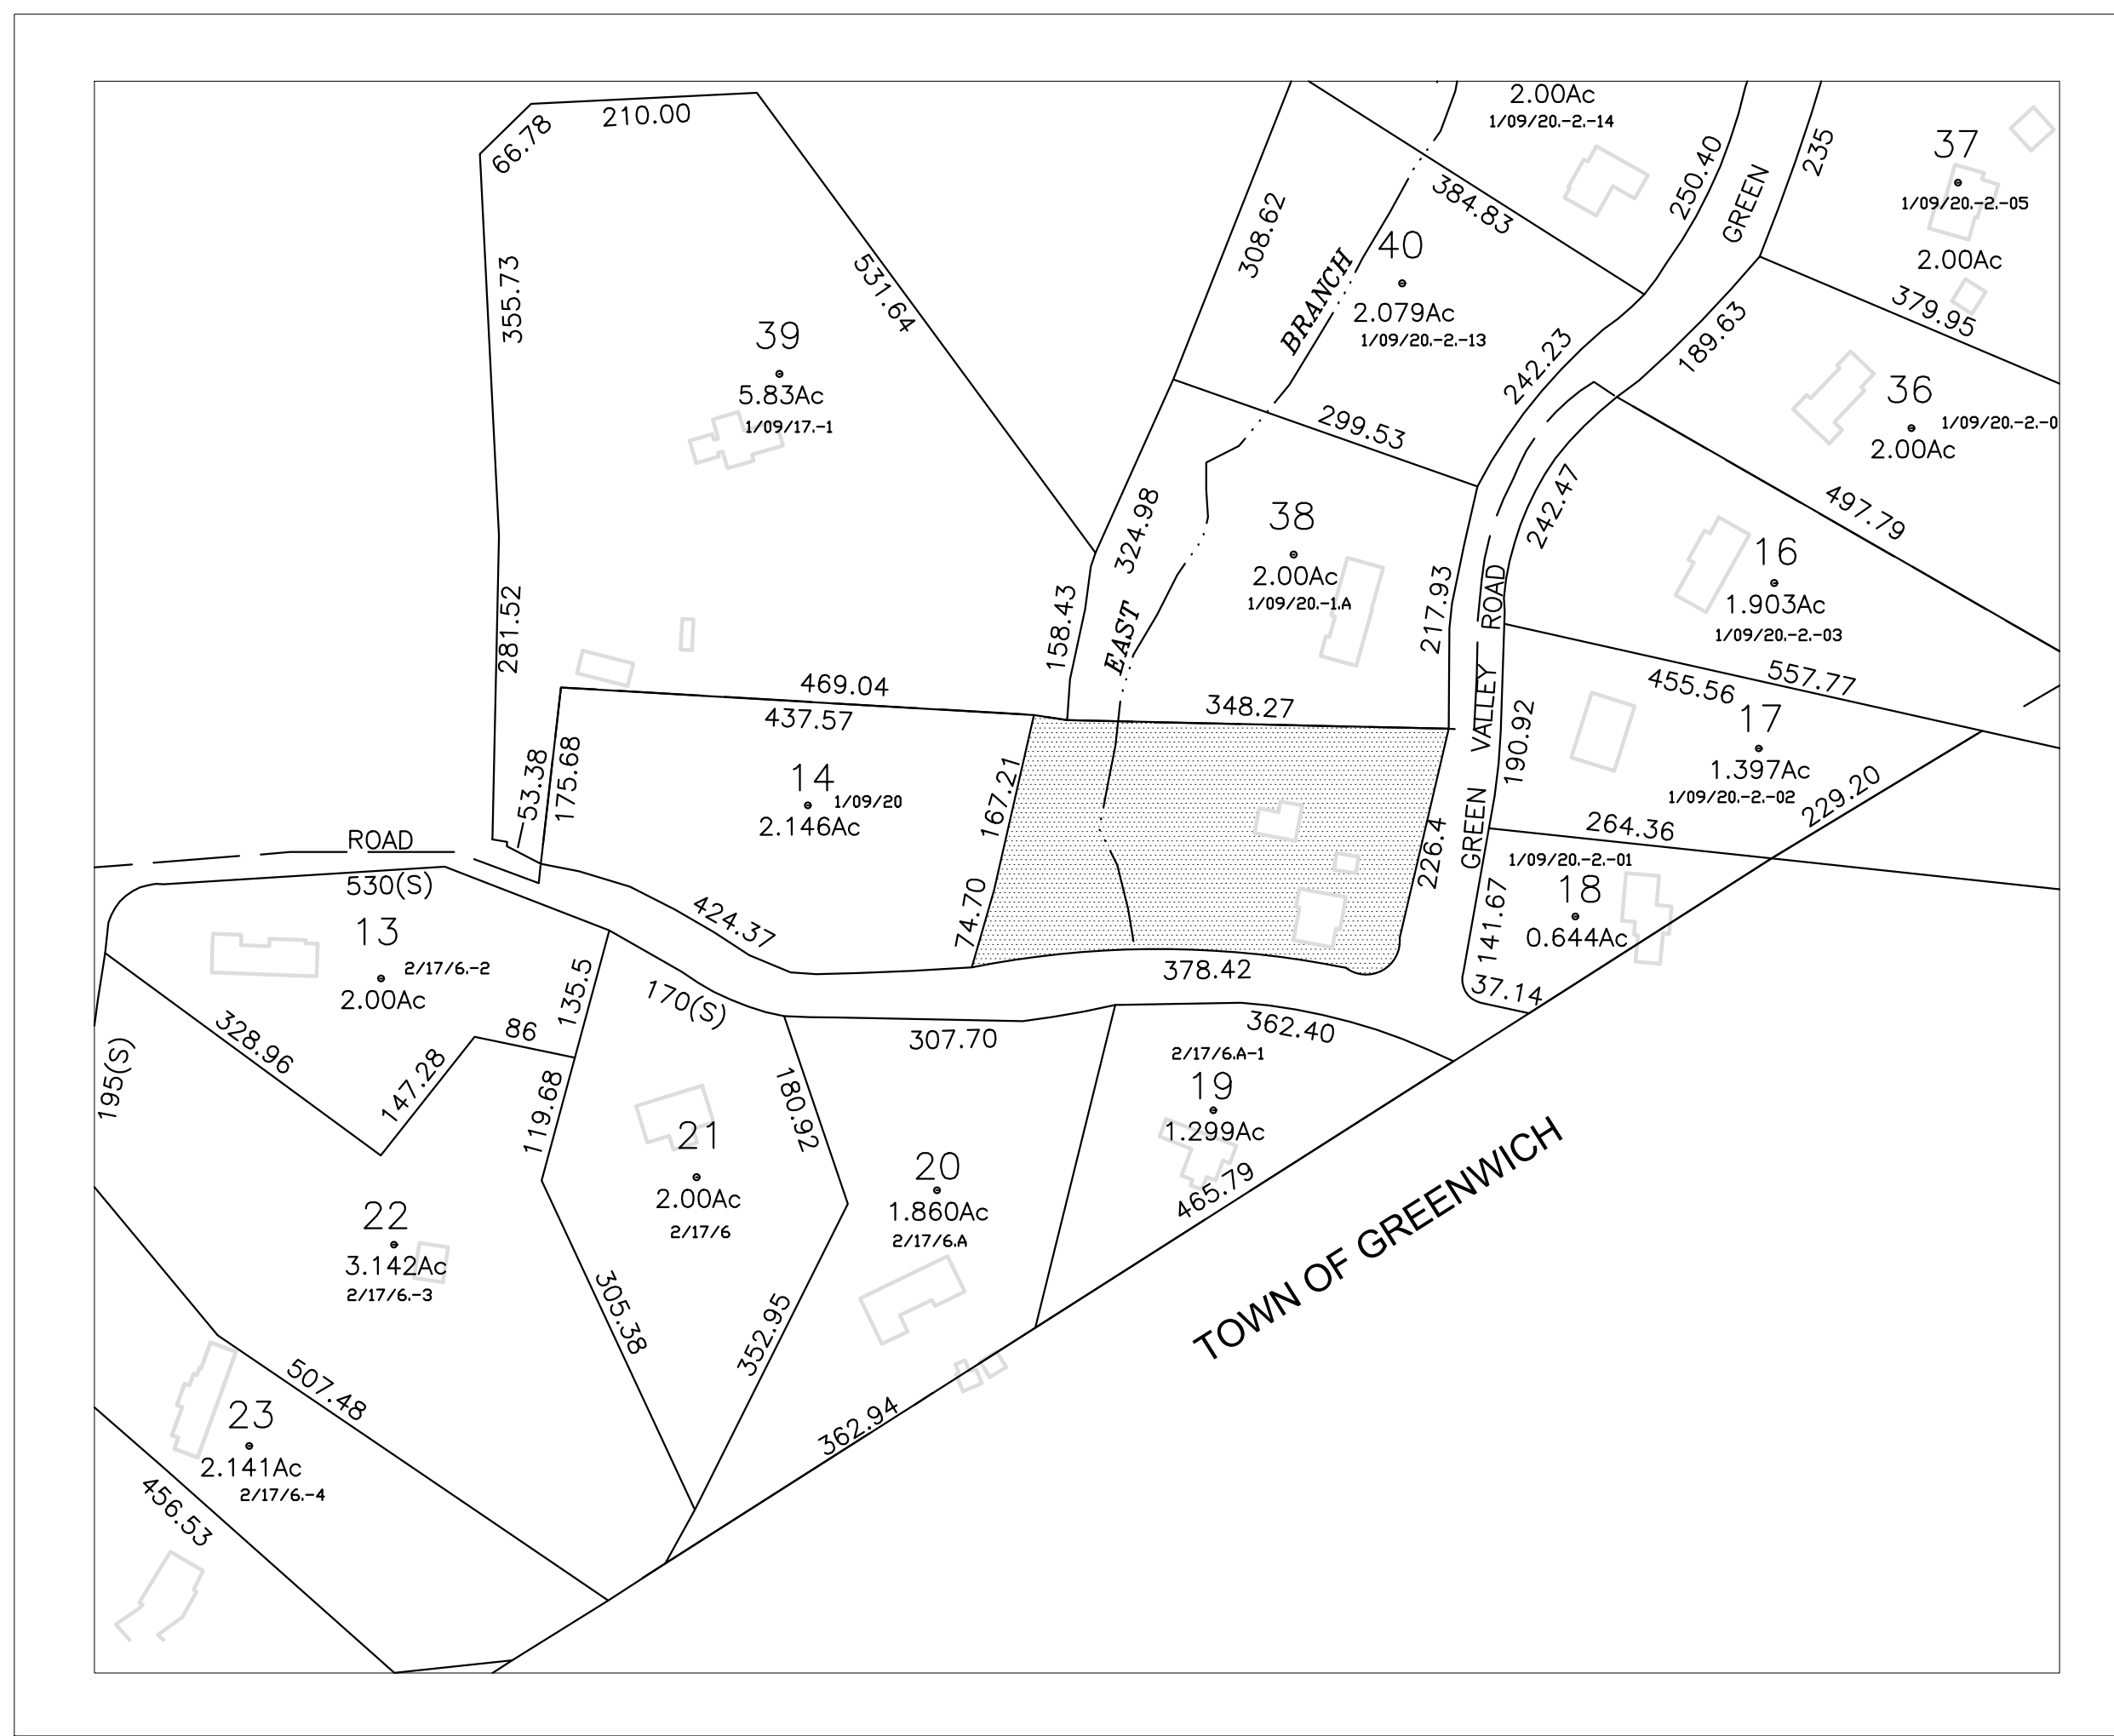 2.00Ac
1/09/20.-2.-14
210.00
66.78
250.40
235
37
1/09/20.-2.-05
2.00Ac
GREEN
384.83
308.62
40
2.079Ac
1/09/20.-2.-13
BRANCH
355.73
531.64
39
5.83Ac
1/09/17.-1
379.95
189.63
242.23
36
1/09/20.-2.-0
2.00Ac
299.53
324.98
242.47
497.79
38
2.00Ac
1/09/20.-1.A
16
1.903Ac
1/09/20.-2.-03
ROAD
217.93
158.43
EAST
281.52
469.04
437.57
348.27
VALLEY
455.56
557.77
17
1.397Ac
1/09/20.-2.-02
190.92
229.20
53.38
175.68
14
1/09/20
2.146Ac
167.21
226.4
GREEN
264.36
1/09/20.-2.-01
18
0.644Ac
141.67
37.14
ROAD
530(S)
424.37
74.70
13
2/17/6.-2
2.00Ac
135.5
170(S)
378.42
307.70
362.40
328.96
86
147.28
195(S)
119.68
180.92
2/17/6.A-1
19
1.299Ac
465.79
21
2.00Ac
2/17/6
20
1.860Ac
2/17/6.A
22
3.142Ac
2/17/6.-3
TOWN OF GREENWICH
305.38
352.95
362.94
507.48
23
2.141Ac
2/17/6.-4
456.53